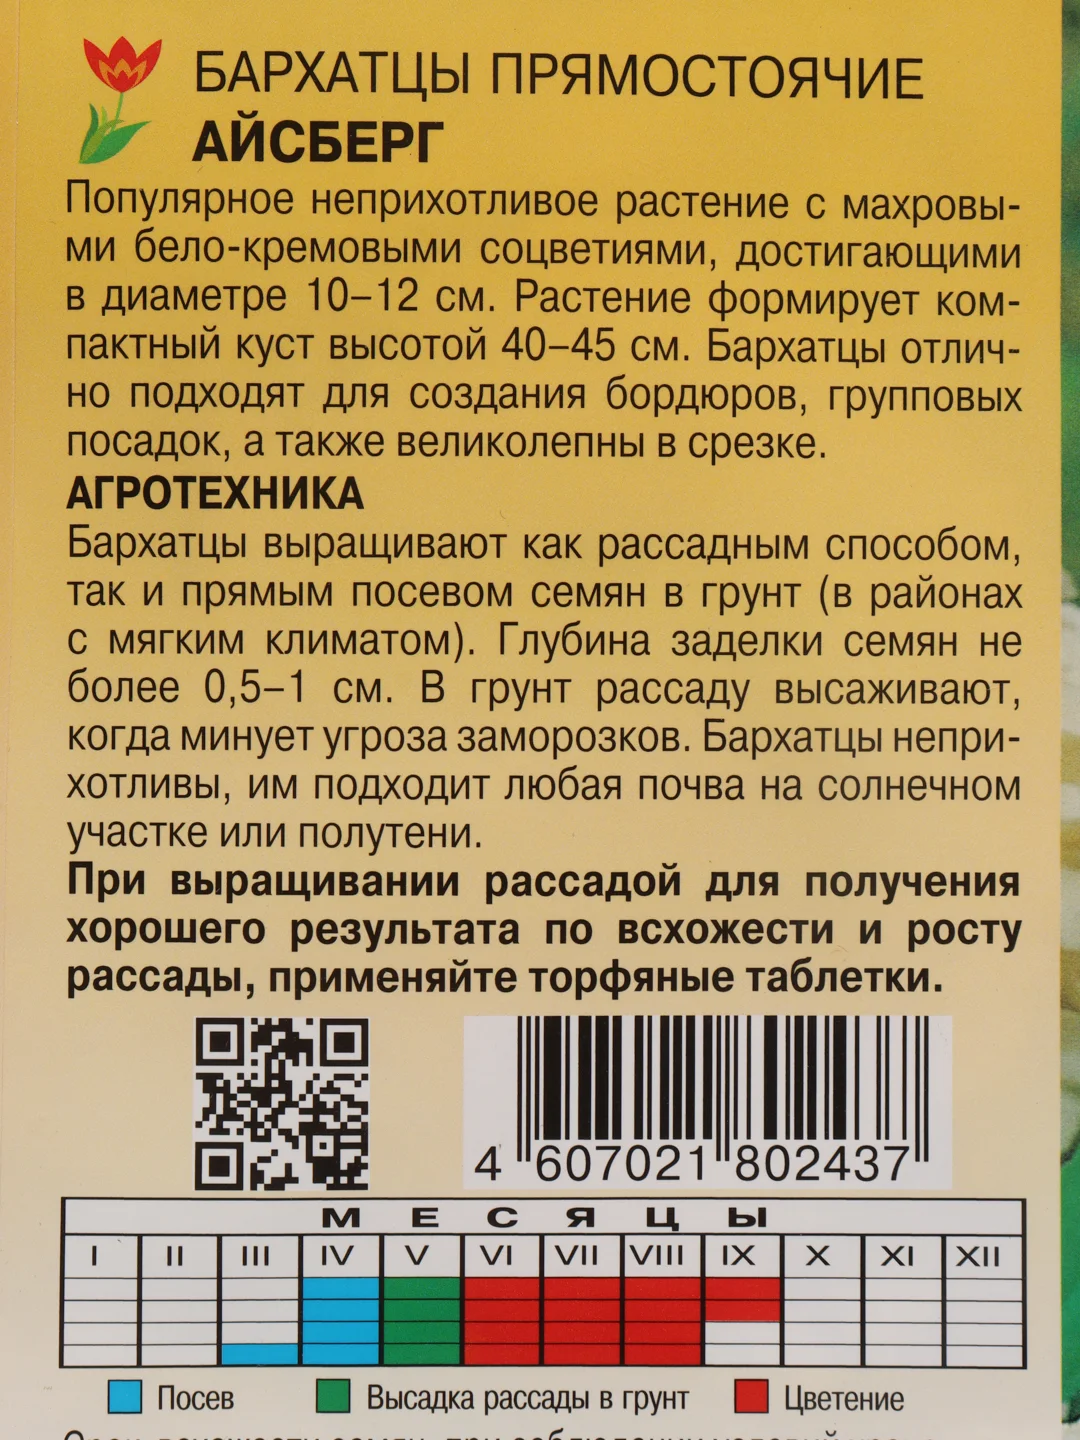 БАРХАТЦЫ ПРЯМОСТОЯЧИЕ
АЙСБЕРГ
Популярное неприхотливое растение с махровы-
ми бело-кремовыми соцветиями, достигающими
в диаметре 10–12 см. Растение формирует ком-
пактный куст высотой 40–45 см. Бархатцы отлич-
но подходят для создания бордюров, групповых
посадок, а также великолепны в срезке.
АГРОТЕХНИКА
Бархатцы выращивают как рассадным способом,
так и прямым посевом семян в грунт (в районах
с мягким климатом). Глубина заделки семян не
более 0,5–1 см. В грунт рассаду высаживают,
когда минует угроза заморозков. Бархатцы непри-
хотливы, им подходит любая почва на солнечном
участке или полутени.
При выращивании рассадой для получения
хорошего результата по всхожести и росту
рассады, применяйте торфяные таблетки.
4 607021 802437
МЕСЯЦЫ
I II III IV V VI VII VIII IX X XI XII
Посев Высадка рассады в грунт Цветение